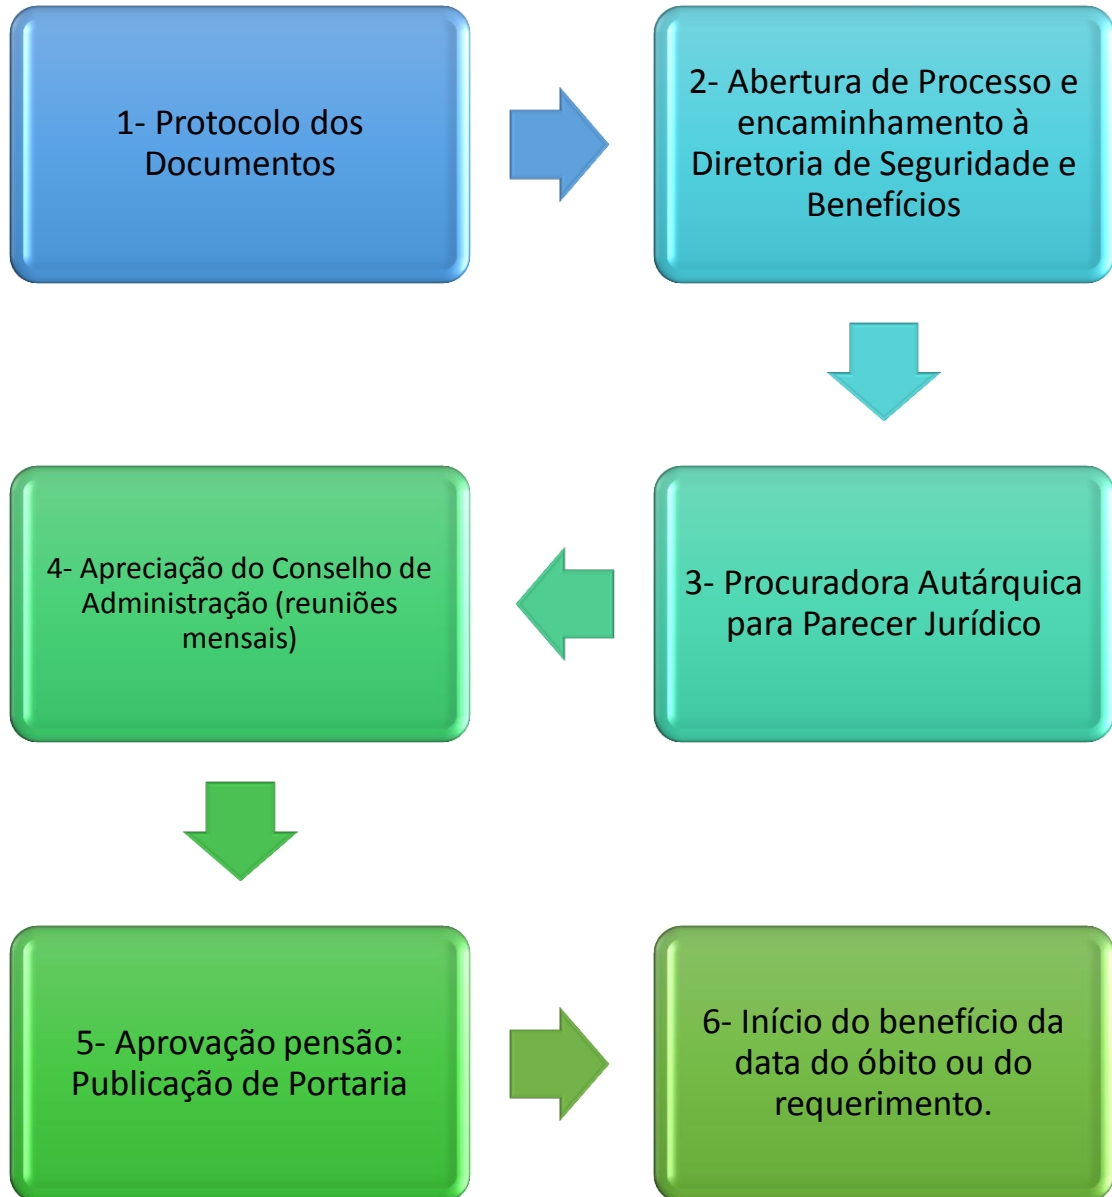 1- Protocolo dos
Documentos
2- Abertura de Processo e
encaminhamento à
Diretoria de Seguridade e
Benefícios
3- Procuradora Autárquica
para Parecer Jurídico
4- Apreciação do Conselho de
Administração (reuniões
mensais)
5- Aprovação pensão:
Publicação de Portaria
6- Início do benefício da
data do óbito ou do
requerimento.